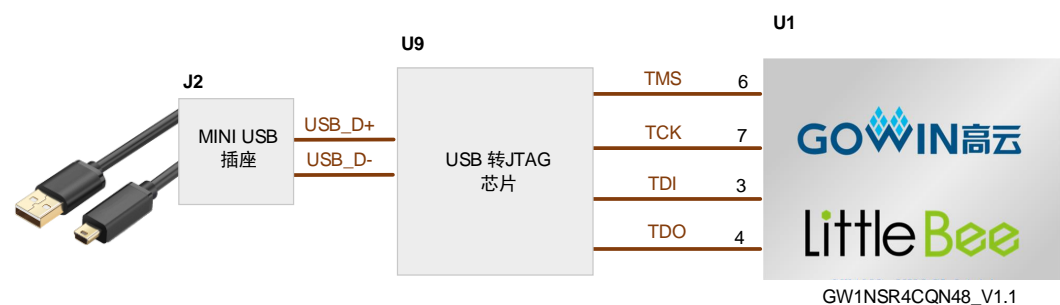 U1
U9
J2
MINI USB
插座
USB_D+
USB_D-
USB 转JTAG
芯片
TMS 6
TCK 7
TDI 3
TDO 4
GOWIN高云
LittleBee
GW1NSR4CQN48_V1.1